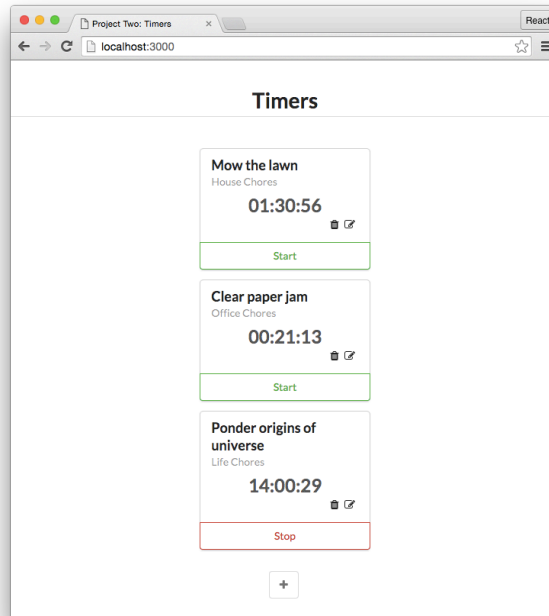 Project Two: Timers
React
localhost:3000
Timers
Mow the lawn
House Chores
01:30:56
Start
Clear paper jam
Office Chores
00:21:13
Start
Ponder origins of
universe
Life Chores
14:00:29
Stop
+